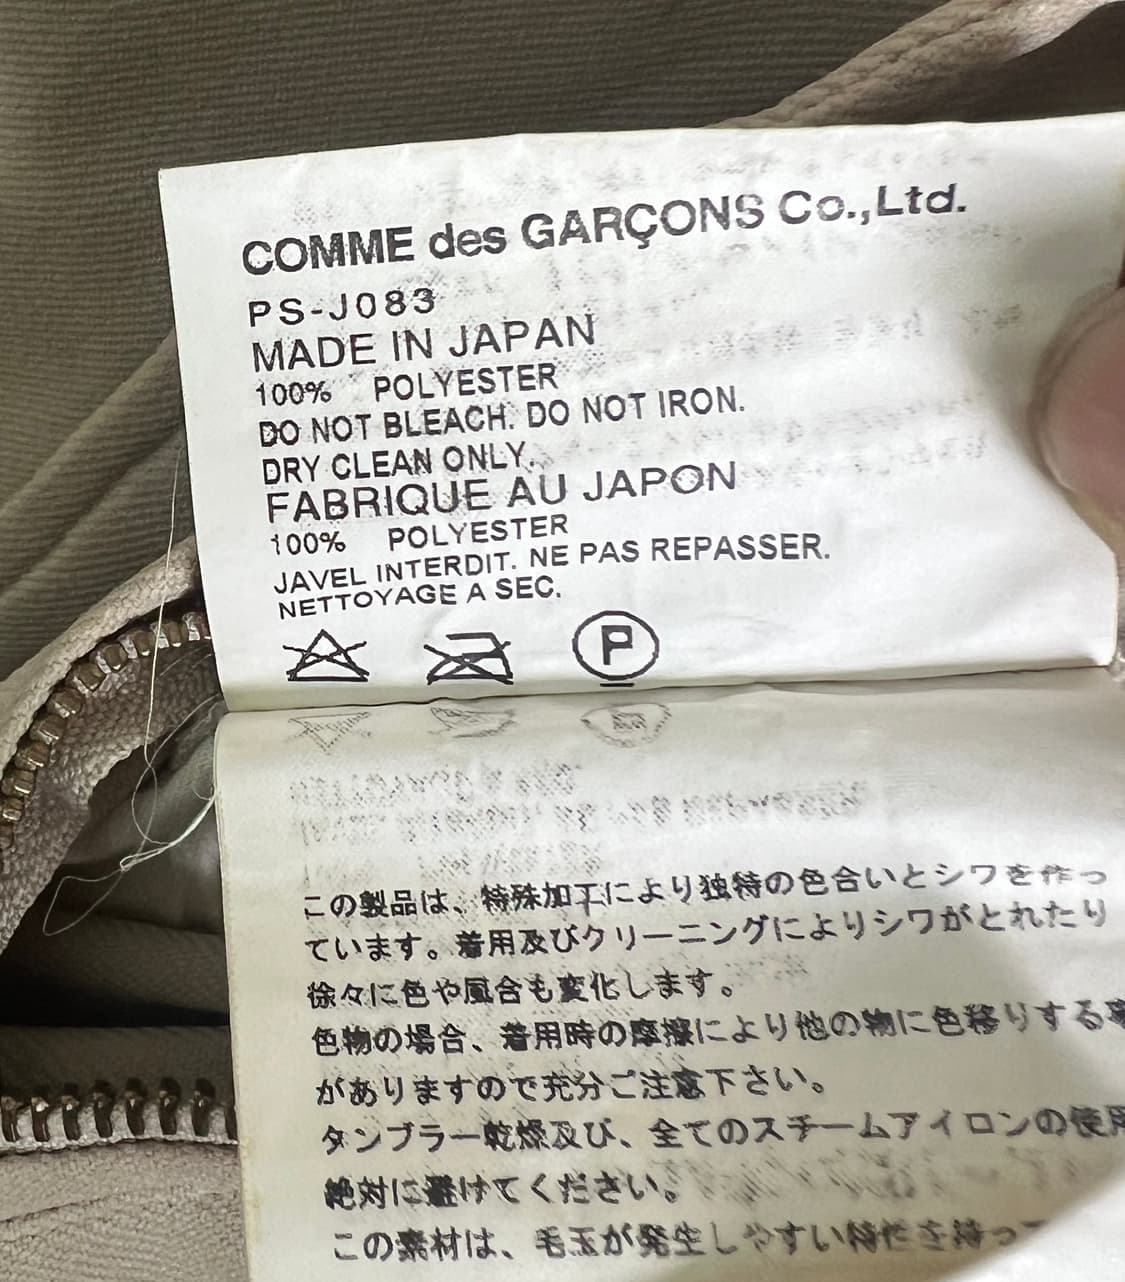 COMME des GARÇONS Co.,Ltd.
PS-J083
MADE IN JAPAN
100% POLYESTER
DO NOT BLEACH. DO NOT IRON.
DRY CLEAN ONLY.
FABRIQUE AU JAPON
100% POLYESTER
JAVEL INTERDIT. NE PAS REPASSER.
NETTOYAGE A SEC.
P
この製品は、特殊加工により独特の色合いとシワを作っ
ています。着用及びクリーニングによりシワがとれたり
徐々に色や風合も変化します。
色物の場合、着用時の摩擦により他の物に色移りする事
がありますので充分ご注意下さい。
タンブラー乾燥及び、全てのスチームアイロンの使用
絶対に避けてください。
この素材は、毛玉が発生しやすい特性を持っ